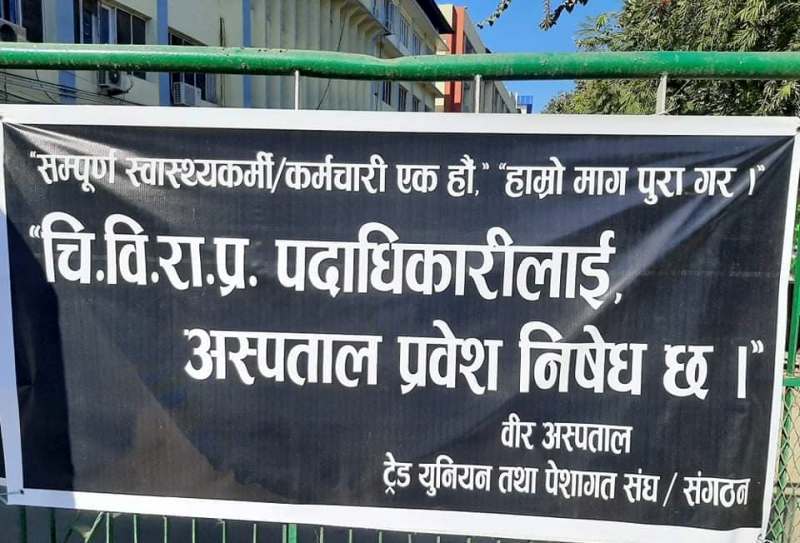 "सम्पूर्ण स्वास्थ्यकर्मी/कर्मचारी एक हौं," "हाम्रो माग पुरा गर ।"
"चि.वि.रा.प्र. पदाधिकारीलाई,
अस्पताल प्रवेश निषेध छ ।"
वीर अस्पताल
ट्रेड युनियन तथा पेशागत संघ / संगठन